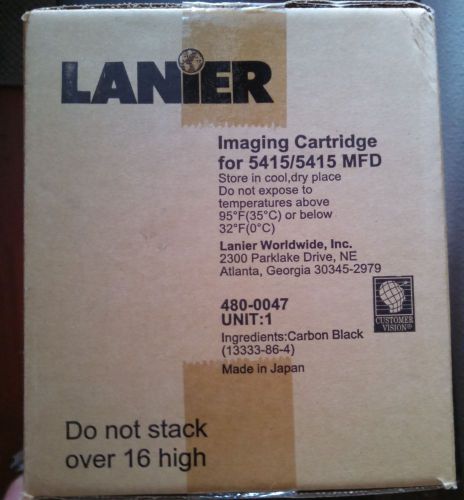 LANIER
Imaging Cartridge
for 5415/5415 MFD
Store in cool,dry place
Do not expose to
temperatures above
95°F(35°C) or below
32°F(0°C)
Lanier Worldwide, Inc.
2300 Parklake Drive, NE
Atlanta, Georgia 30345-2979
480-0047
UNIT:1
CUSTOMER
VISION®
Ingredients:Carbon Black
(13333-86-4)
Made in Japan
Do not stack
over 16 high